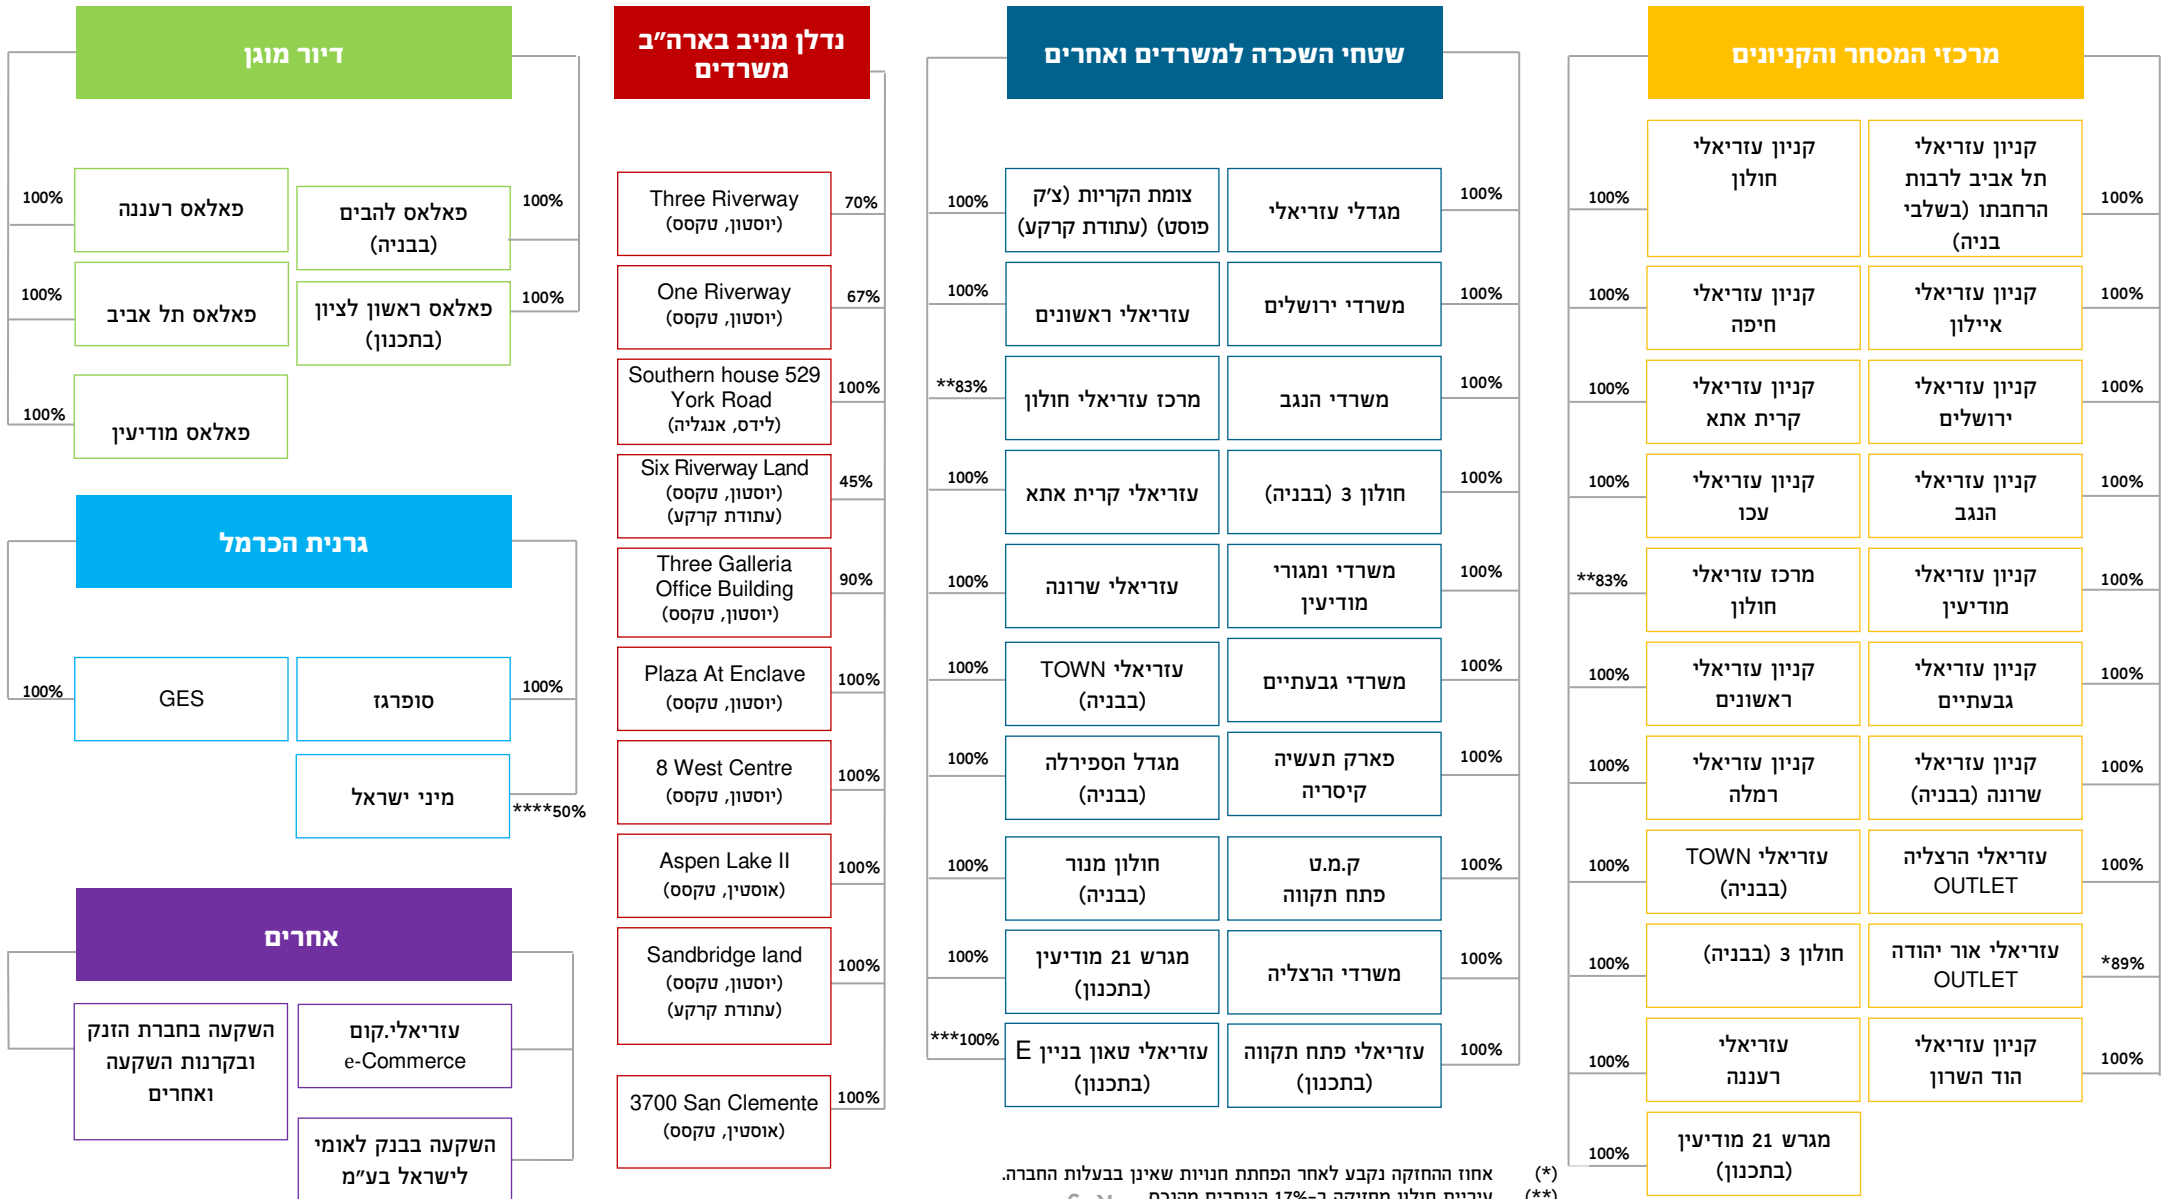 מרכזי המסחר והקניונים
קניון עזריאלי
תל אביב לרבות
הרחבתו (בשלבי
בניה)
100%
קניון עזריאלי
חולון
100%
קניון עזריאלי
איילון
100%
קניון עזריאלי
חיפה
100%
קניון עזריאלי
ירושלים
100%
קניון עזריאלי
קרית אתא
100%
קניון עזריאלי
הנגב
100%
קניון עזריאלי
עכו
100%
קניון עזריאלי
מודיעין
100%
מרכז עזריאלי
חולון
**83%
קניון עזריאלי
גבעתיים
100%
קניון עזריאלי
ראשונים
100%
קניון עזריאלי
שרונה (בבניה)
100%
קניון עזריאלי
רמלה
100%
עזריאלי הרצליה
OUTLET
100%
עזריאלי TOWN
(בבניה)
100%
עזריאלי אור יהודה
OUTLET
*89%
חולון 3 (בבניה)
100%
קניון עזריאלי
הוד השרון
100%
עזריאלי
רעננה
100%
מגרש 21 מודיעין
(בתכנון)
100%
שטחי השכרה למשרדים ואחרים
מגדלי עזריאלי
100%
צומת הקריות (צ'ק
פוסט) (עתודת קרקע)
100%
משרדי ירושלים
100%
עזריאלי ראשונים
100%
משרדי הנגב
100%
מרכז עזריאלי חולון
**83%
חולון 3 (בבניה)
100%
עזריאלי קרית אתא
100%
משרדי ומגורי
מודיעין
100%
עזריאלי שרונה
100%
משרדי גבעתיים
100%
עזריאלי TOWN
(בבניה)
100%
פארק תעשיה
קיסריה
100%
מגדל הספירלה
(בבניה)
100%
ק.מ.ט
פתח תקווה
100%
חולון מנור
(בבניה)
100%
משרדי הרצליה
100%
מגרש 21 מודיעין
(בתכנון)
100%
עזריאלי פתח תקווה
(בתכנון)
100%
עזריאלי טאון בניין E
(בתכנון)
***100%
נדלן מניב בארה"ב
משרדים
Three Riverway
(יוסטון, טקסס)
70%
One Riverway
(יוסטון, טקסס)
67%
Southern house 529
York Road
(לידס, אנגליה)
100%
Six Riverway Land
(יוסטון, טקסס)
(עתודת קרקע)
45%
Three Galleria
Office Building
(יוסטון, טקסס)
90%
Plaza At Enclave
(יוסטון, טקסס)
100%
8 West Centre
(יוסטון, טקסס)
100%
Aspen Lake II
(אוסטין, טקסס)
100%
Sandbridge land
(יוסטון, טקסס)
(עתודת קרקע)
100%
3700 San Clemente
(אוסטין, טקסס)
100%
דיור מוגן
פאלאס להבים
(בבניה)
100%
פאלאס רעננה
100%
פאלאס ראשון לציון
(בתכנון)
100%
פאלאס תל אביב
100%
פאלאס מודיעין
100%
גרנית הכרמל
סופרגז
100%
GES
100%
מיני ישראל
****50%
אחרים
עזריאלי.קום
e-Commerce
השקעה בחברת הזנק
ובקרנות השקעה
ואחרים
השקעה בבנק לאומי
לישראל בע"מ
(*) אחוז ההחזקה נקבע לאחר הפחתת חנויות שאינן בבעלות החברה.
(**) עיריית חולון מחזיקה ב-17% הנותרים מהנכס